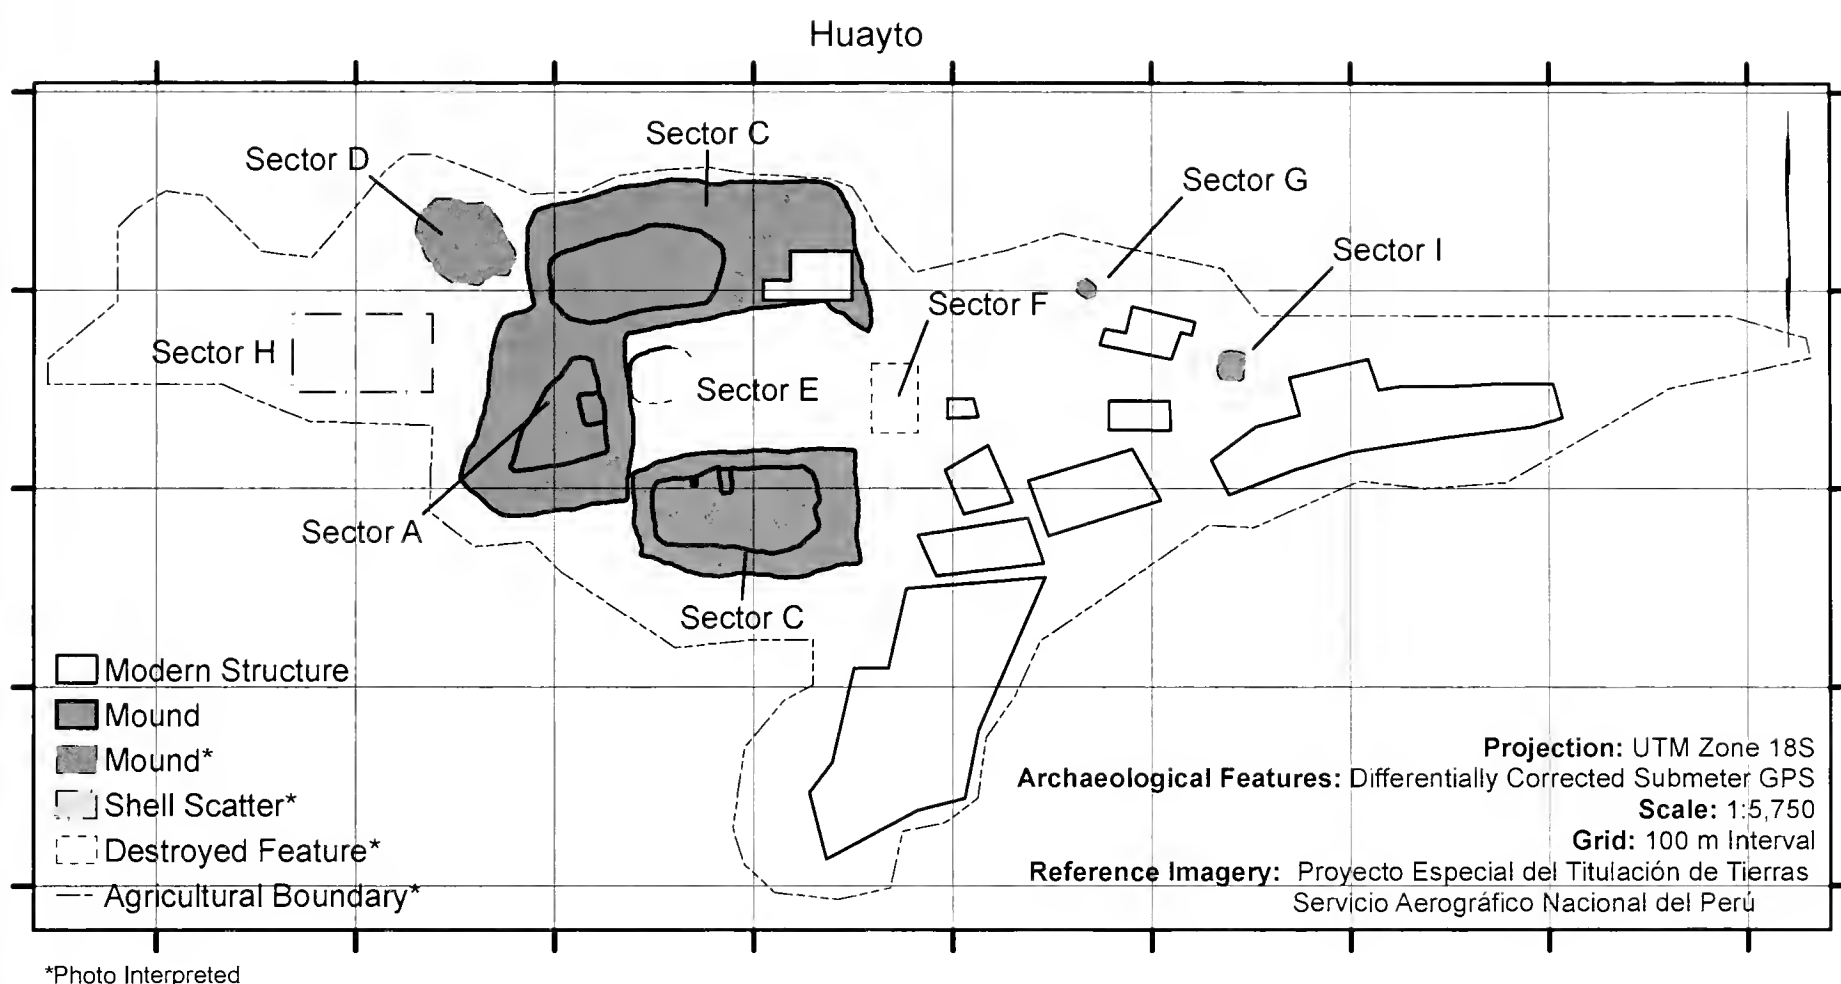 Huayto
Sector C
Sector D
Sector G
Sector I
Sector F
Sector H
Sector E
Sector A
Sector C
Modern Structure
Mound
Mound*
Shell Scatter*
Destroyed Feature*
Agricultural Boundary*
Projection: UTM Zone 18S
Archaeological Features: Differentially Corrected Submeter GPS
Scale: 1:5,750
Grid: 100 m Interval
Reference Imagery: Proyecto Especial del Titulación de Tierras
Servicio Aerográfico Nacional del Perú
*Photo Interpreted